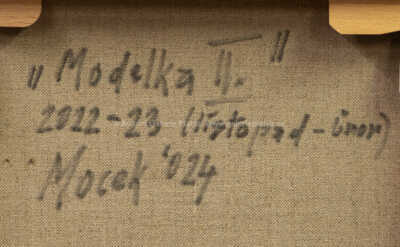 " Modelka II. "
2022-23 (listopad - únor)
Mocek '024